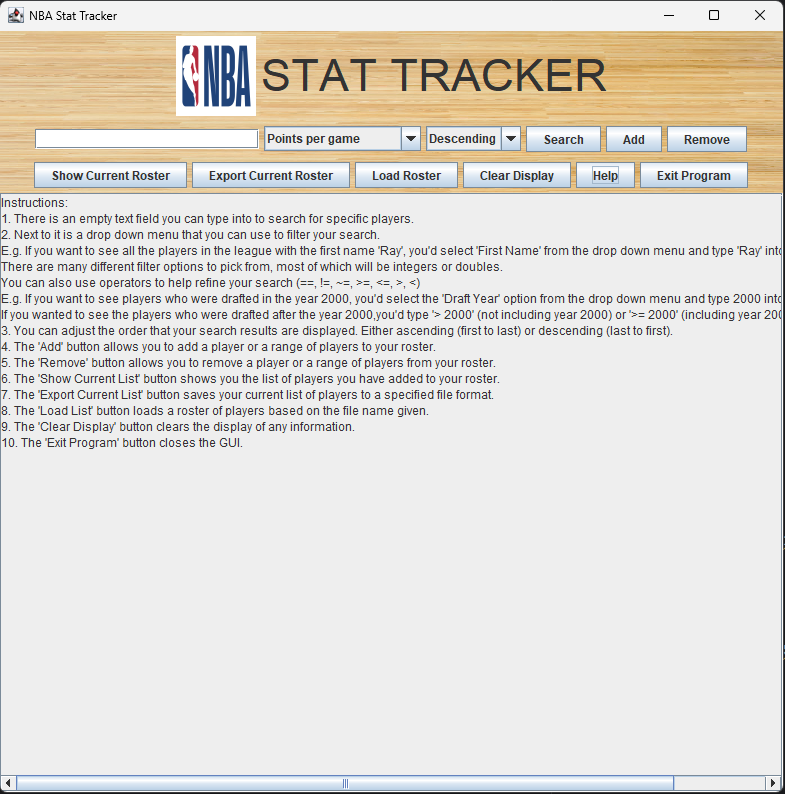 NBA Stat Tracker
NBA STAT TRACKER
Points per game Descending Search Add Remove
Show Current Roster Export Current Roster Load Roster Clear Display Help Exit Program
Instructions:
1. There is an empty text field you can type into to search for specific players.
2. Next to it is a drop down menu that you can use to filter your search.
E.g. If you want to see all the players in the league with the first name 'Ray', you'd select 'First Name' from the drop down menu and type 'Ray' into
There are many different filter options to pick from, most of which will be integers or doubles.
You can also use operators to help refine your search (==, !=, ~=, >=, <=, >, <)
E.g. If you want to see players who were drafted in the year 2000, you'd select the 'Draft Year' option from the drop down menu and type 2000 into
If you wanted to see the players who were drafted after the year 2000,you'd type '> 2000' (not including year 2000) or '>= 2000' (including year
3. You can adjust the order that your search results are displayed. Either ascending (first to last) or descending (last to first).
4. The 'Add' button allows you to add a player or a range of players to your roster.
5. The 'Remove' button allows you to remove a player or a range of players from your roster.
6. The 'Show Current List' button shows you the list of players you have added to your roster.
7. The 'Export Current List' button saves your current list of players to a specified file format.
8. The 'Load List' button loads a roster of players based on the file name given.
9. The 'Clear Display' button clears the display of any information.
10. The 'Exit Program' button closes the GUI.